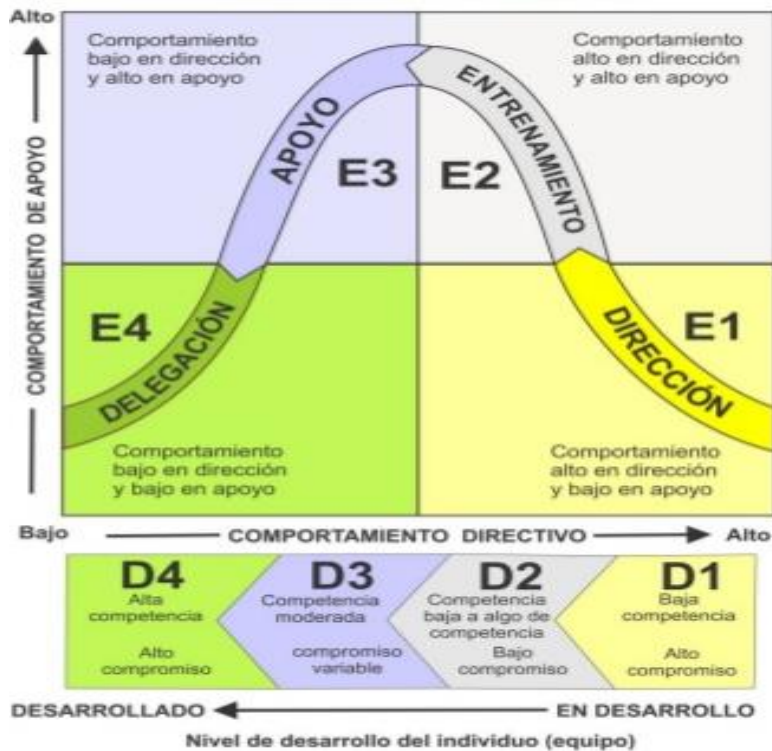 Alto
Comportamiento
bajo en dirección
y alto en apoyo
Comportamiento
alto en dirección
y alto en apoyo
COMPORTAMIENTO DE APOYO
APOYO
E3
E2
ENTRENAMIENTO
E4
DELEGACIÓN
E1
DIRECCIÓN
Comportamiento
bajo en dirección
y bajo en apoyo
Comportamiento
alto en dirección
y bajo en apoyo
Bajo
COMPORTAMIENTO DIRECTIVO
Alto
D4
Alta
competencia
Alto
compromiso
D3
Competencia
moderada
compromiso
variable
D2
Competencia
baja a algo de
competencia
Bajo
compromiso
D1
Baja
competencia
Alto
compromiso
DESARROLLADO
EN DESARROLLO
Nivel de desarrollo del individuo (equipo)